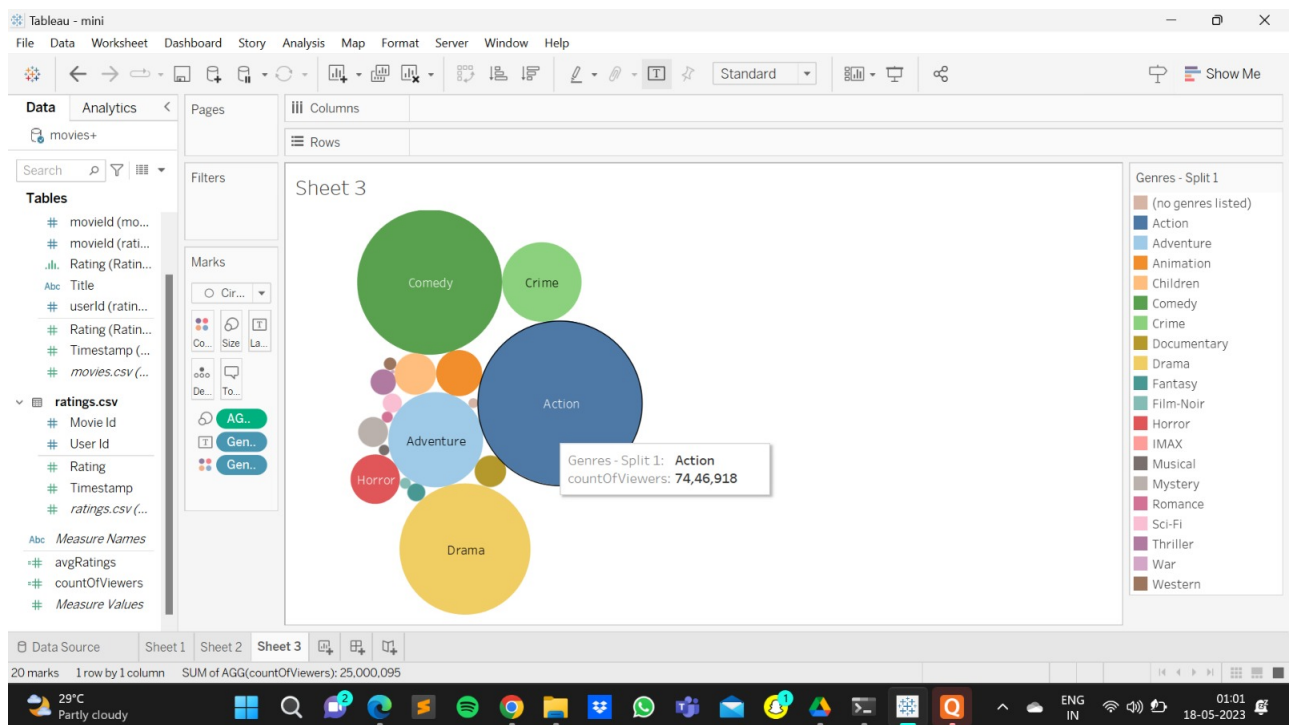 Tableau - mini
File Data Worksheet Dashboard Story Analysis Map Format Server Window Help
Standard
Show Me
Data Analytics
Pages
Columns
movies+
Rows
Search
Filters
Sheet 3
Genres - Split 1
Tables
(no genres listed)
Action
Adventure
Animation
Children
Comedy
Crime
Documentary
Drama
Fantasy
Film-Noir
Horror
IMAX
Musical
Mystery
Romance
Sci-Fi
Thriller
War
Western
# movieId (mo...
# movieId (rati...
Rating (Ratin...
Abc Title
# userId (ratin...
# Rating (Ratin...
# Timestamp (...
# movies.csv (...
ratings.csv
# Movie Id
# User Id
# Rating
# Timestamp
# ratings.csv (...
Abc Measure Names
=# avgRatings
=# countOfViewers
# Measure Values
Marks
Cir...
Co... Size La...
De... To...
AG..
T Gen..
Gen..
Comedy
Crime
Action
Adventure
Horror
Drama
Genres - Split 1: Action
countOfViewers: 74,46,918
Data Source Sheet 1 Sheet 2 Sheet 3
20 marks 1 row by 1 column SUM of AGG(countOfViewers): 25,000,095
29°C
Partly cloudy
2
1
ENG
IN
01:01
18-05-2023